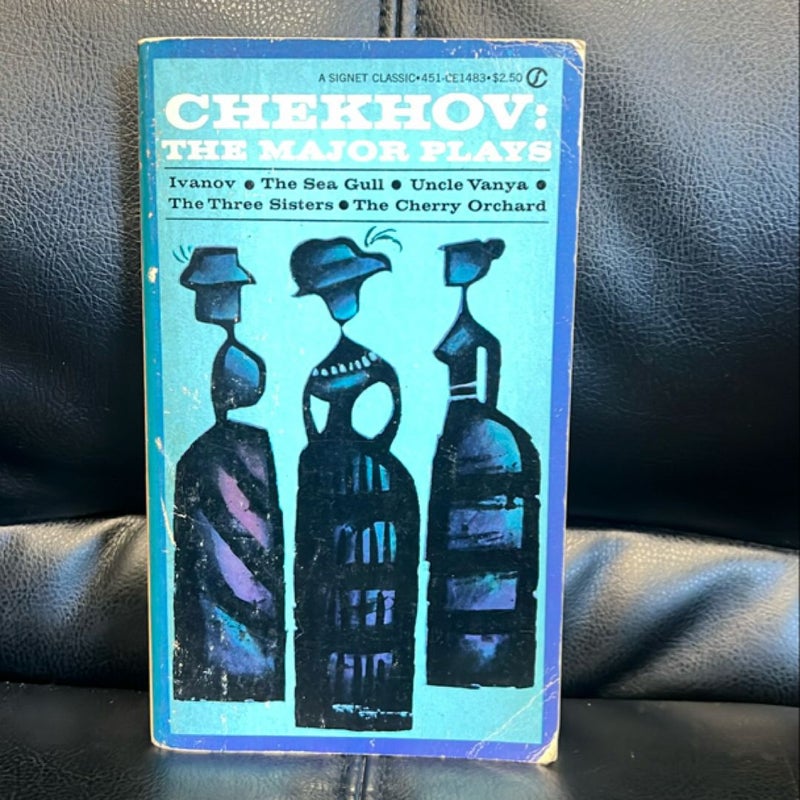 A SIGNET CLASSIC•451-CE1483•$2.50
CHEKHOV:
THE MAJOR PLAYS
Ivanov ● The Sea Gull ● Uncle Vanya ●
The Three Sisters ● The Cherry Orchard